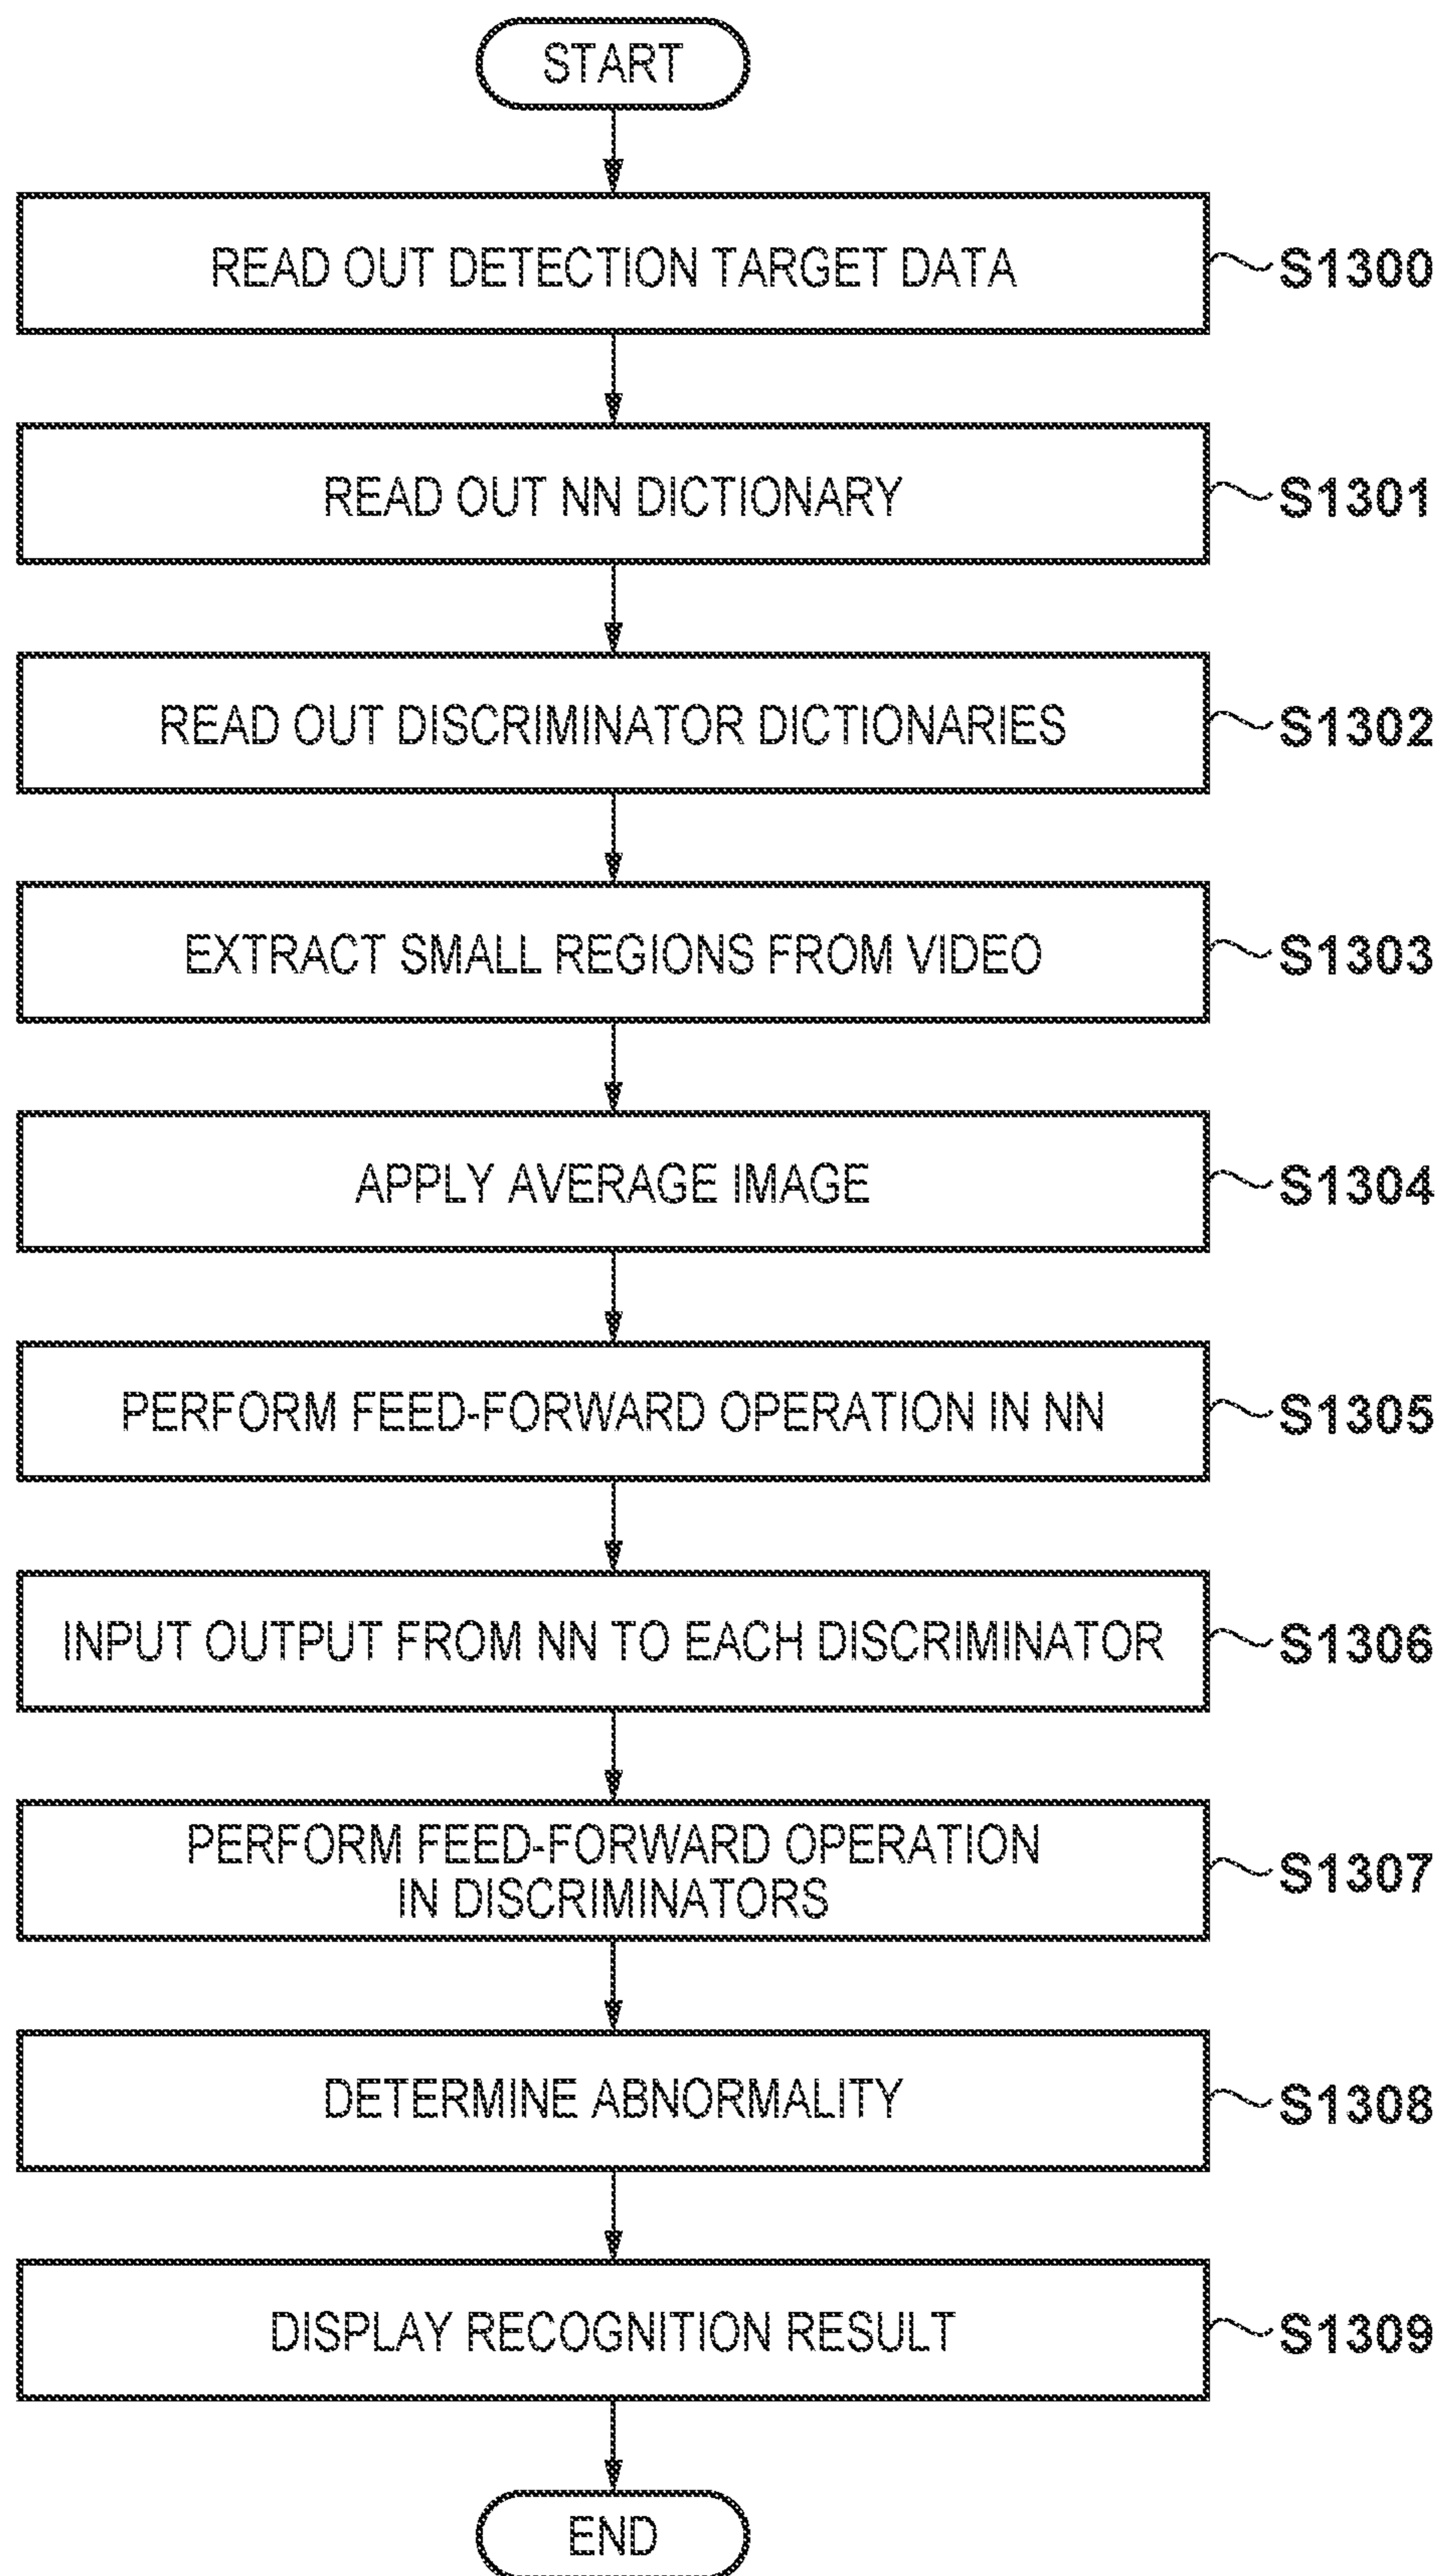 START
READ OUT DETECTION TARGET DATA
S1300
READ OUT NN DICTIONARY
S1301
READ OUT DISCRIMINATOR DICTIONARIES
S1302
EXTRACT SMALL REGIONS FROM VIDEO
S1303
APPLY AVERAGE IMAGE
S1304
PERFORM FEED-FORWARD OPERATION IN NN
S1305
INPUT OUTPUT FROM NN TO EACH DISCRIMINATOR
S1306
PERFORM FEED-FORWARD OPERATION
IN DISCRIMINATORS
S1307
DETERMINE ABNORMALITY
S1308
DISPLAY RECOGNITION RESULT
S1309
END